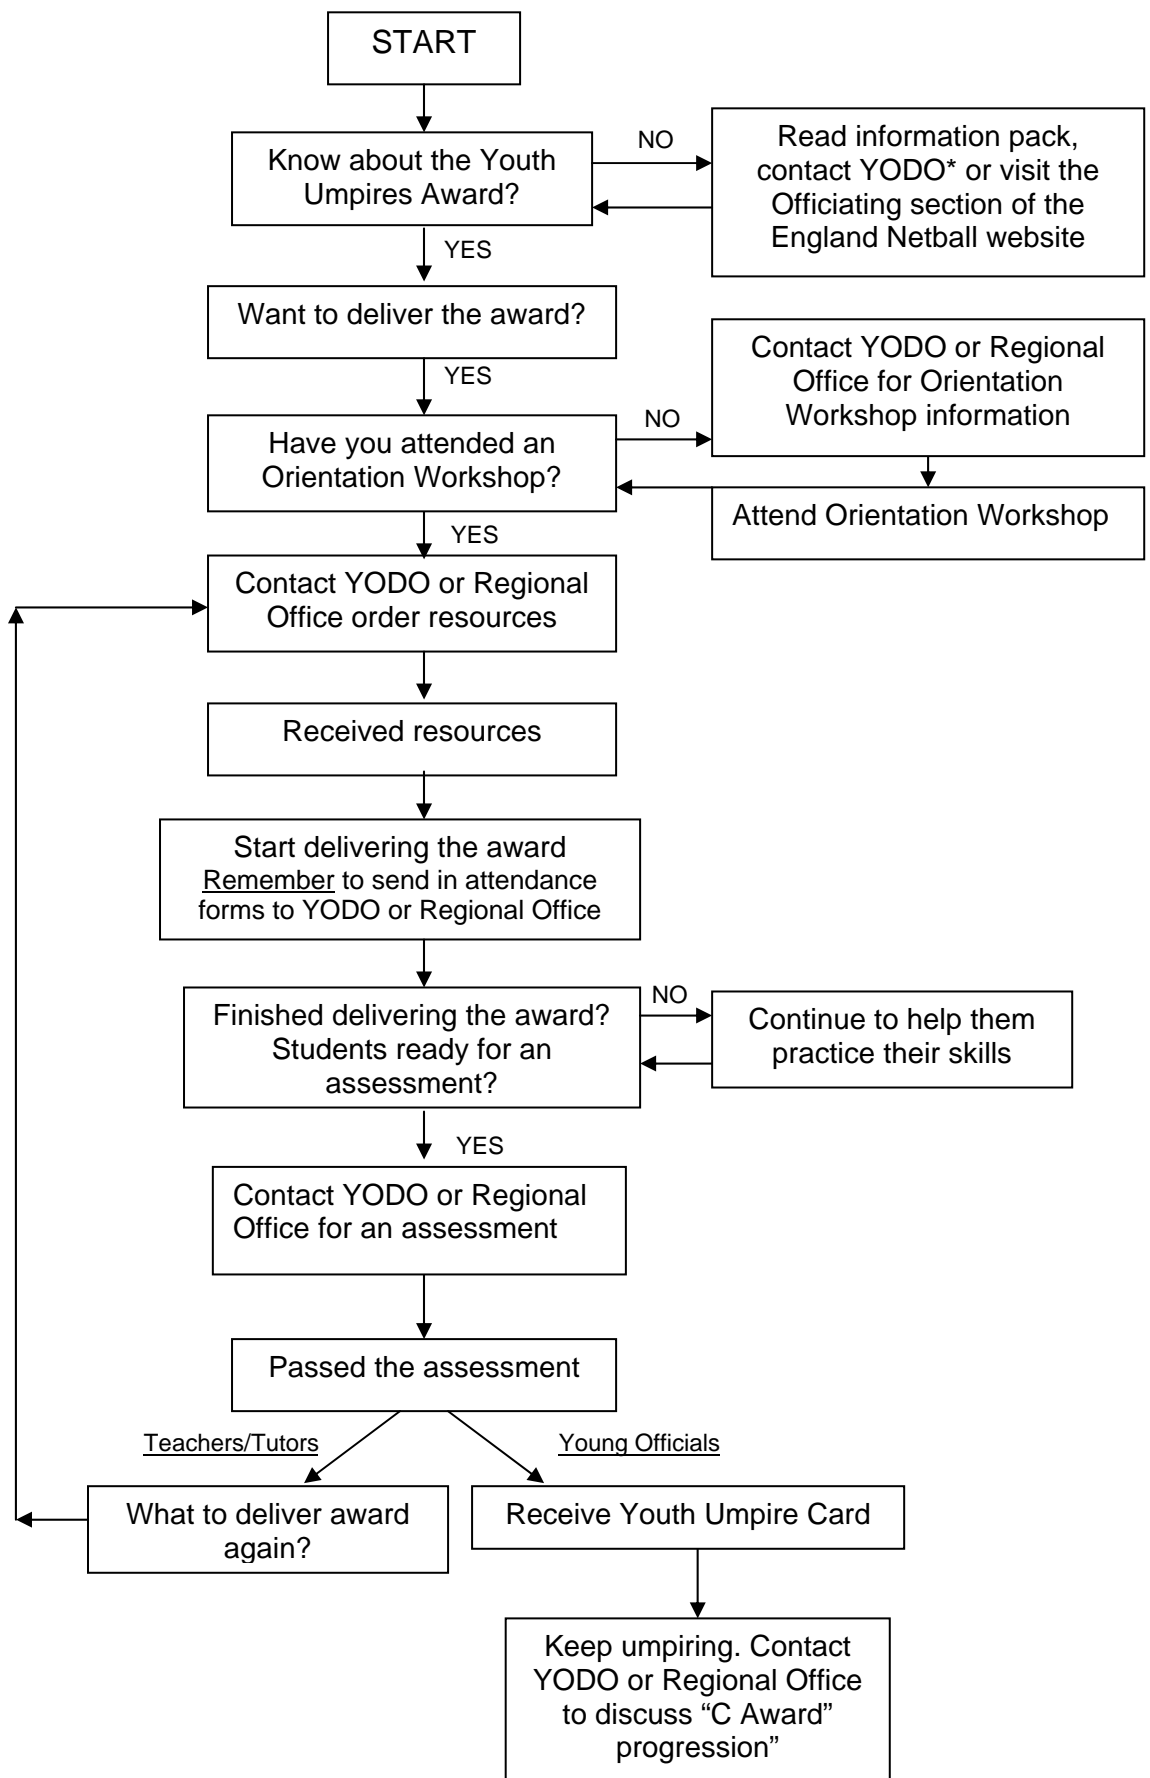 START
Know about the Youth
Umpires Award?
NO
Read information pack,
contact YODO* or visit the
Officiating section of the
England Netball website
YES
Want to deliver the award?
YES
Contact YODO or Regional
Office for Orientation
Workshop information
Have you attended an
Orientation Workshop?
NO
Attend Orientation Workshop
YES
Contact YODO or Regional
Office order resources
Received resources
Start delivering the award
Remember to send in attendance
forms to YODO or Regional Office
Finished delivering the award?
Students ready for an
assessment?
NO
Continue to help them
practice their skills
YES
Contact YODO or Regional
Office for an assessment
Passed the assessment
Teachers/Tutors
Young Officials
What to deliver award
again?
Receive Youth Umpire Card
Keep umpiring. Contact
YODO or Regional Office
to discuss “C Award”
progression”